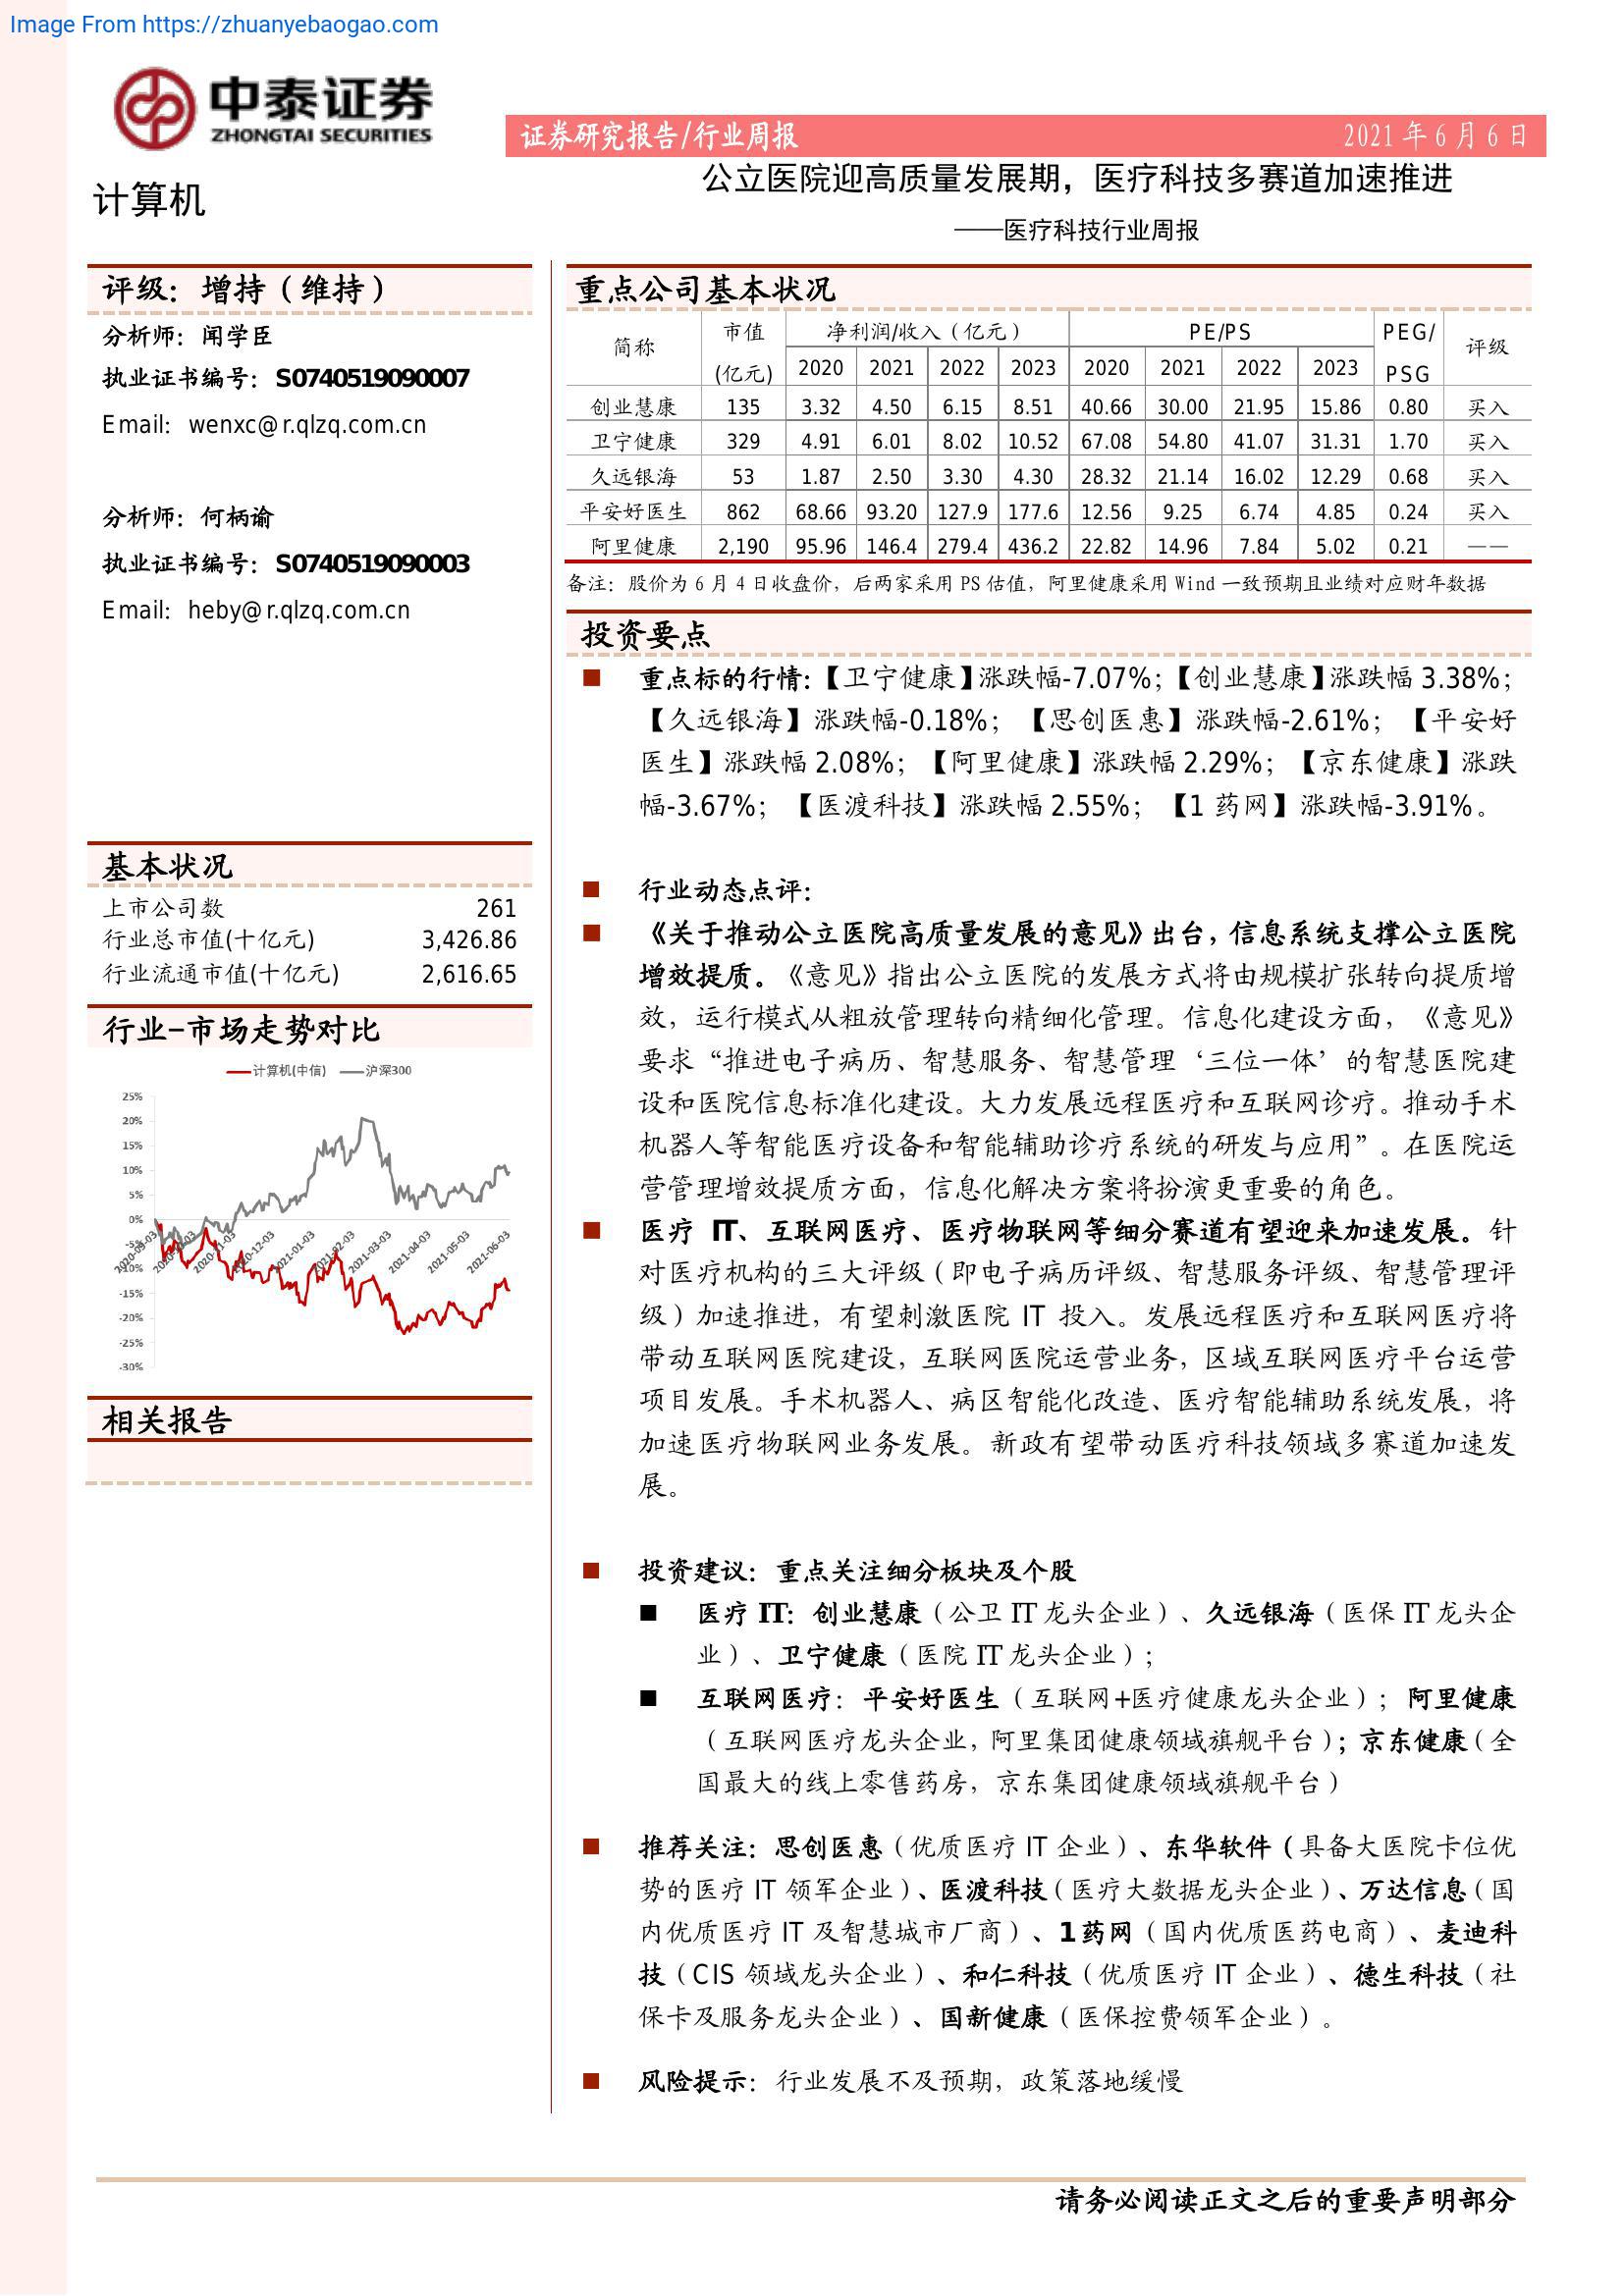 Image From https://zhuanyebaogao.com
中泰证券
ZHONGTAI SECURITIES
证券研究报告/行业周报 2021 年 6 月 6 日
计算机
公立医院迎高质量发展期，医疗科技多赛道加速推进
——医疗科技行业周报
评级：增持（维持）
分析师：闻学臣
执业证书编号：S0740519090007
Email：wenxc@r.qlzq.com.cn
分析师：何柄谕
执业证书编号：S0740519090003
Email：heby@r.qlzq.com.cn
基本状况
上市公司数 261
行业总市值(十亿元) 3,426.86
行业流通市值(十亿元) 2,616.65
行业-市场走势对比
计算机(中信) 沪深300
25%
20%
15%
10%
5%
0%
-5%
-10%
-15%
-20%
-25%
-30%
2020-09-03 2020-11-03 2020-12-03 2021-01-03 2021-02-03 2021-03-03 2021-04-03 2021-05-03 2021-06-03
相关报告
重点公司基本状况
简称 市值 净利润/收入（亿元） PE/PS PEG/ 评级
(亿元) 2020 2021 2022 2023 2020 2021 2022 2023 PSG
创业慧康 135 3.32 4.50 6.15 8.51 40.66 30.00 21.95 15.86 0.80 买入
卫宁健康 329 4.91 6.01 8.02 10.52 67.08 54.80 41.07 31.31 1.70 买入
久远银海 53 1.87 2.50 3.30 4.30 28.32 21.14 16.02 12.29 0.68 买入
平安好医生 862 68.66 93.20 127.9 177.6 12.56 9.25 6.74 4.85 0.24 买入
阿里健康 2,190 95.96 146.4 279.4 436.2 22.82 14.96 7.84 5.02 0.21 ——
备注：股价为 6 月 4 日收盘价，后两家采用 PS 估值，阿里健康采用 Wind 一致预期且业绩对应财年数据
投资要点
■ 重点标的行情：【卫宁健康】涨跌幅-7.07%；【创业慧康】涨跌幅 3.38%；
【久远银海】涨跌幅-0.18%；【思创医惠】涨跌幅-2.61%；【平安好
医生】涨跌幅 2.08%；【阿里健康】涨跌幅 2.29%；【京东健康】涨跌
幅-3.67%；【医渡科技】涨跌幅 2.55%；【1 药网】涨跌幅-3.91%。
■ 行业动态点评：
■ 《关于推动公立医院高质量发展的意见》出台，信息系统支撑公立医院
增效提质。《意见》指出公立医院的发展方式将由规模扩张转向提质增
效，运行模式从粗放管理转向精细化管理。信息化建设方面，《意见》
要求“推进电子病历、智慧服务、智慧管理‘三位一体’的智慧医院建
设和医院信息标准化建设。大力发展远程医疗和互联网诊疗。推动手术
机器人等智能医疗设备和智能辅助诊疗系统的研发与应用”。在医院运
营管理增效提质方面，信息化解决方案将扮演更重要的角色。
■ 医疗 IT、互联网医疗、医疗物联网等细分赛道有望迎来加速发展。针
对医疗机构的三大评级（即电子病历评级、智慧服务评级、智慧管理评
级）加速推进，有望刺激医院 IT 投入。发展远程医疗和互联网医疗将
带动互联网医院建设，互联网医院运营业务，区域互联网医疗平台运营
项目发展。手术机器人、病区智能化改造、医疗智能辅助系统发展，将
加速医疗物联网业务发展。新政有望带动医疗科技领域多赛道加速发
展。
■ 投资建议：重点关注细分板块及个股
■ 医疗 IT：创业慧康（公卫 IT 龙头企业）、久远银海（医保 IT 龙头企
业）、卫宁健康（医院 IT 龙头企业）；
■ 互联网医疗：平安好医生（互联网+医疗健康龙头企业）；阿里健康
（互联网医疗龙头企业，阿里集团健康领域旗舰平台）；京东健康（全
国最大的线上零售药房，京东集团健康领域旗舰平台）
■ 推荐关注：思创医惠（优质医疗 IT 企业）、东华软件（具备大医院卡位优
势的医疗 IT 领军企业）、医渡科技（医疗大数据龙头企业）、万达信息（国
内优质医疗 IT 及智慧城市厂商）、1 药网（国内优质医药电商）、麦迪科
技（CIS 领域龙头企业）、和仁科技（优质医疗 IT 企业）、德生科技（社
保卡及服务龙头企业）、国新健康（医保控费领军企业）。
■ 风险提示：行业发展不及预期，政策落地缓慢
请务必阅读正文之后的重要声明部分